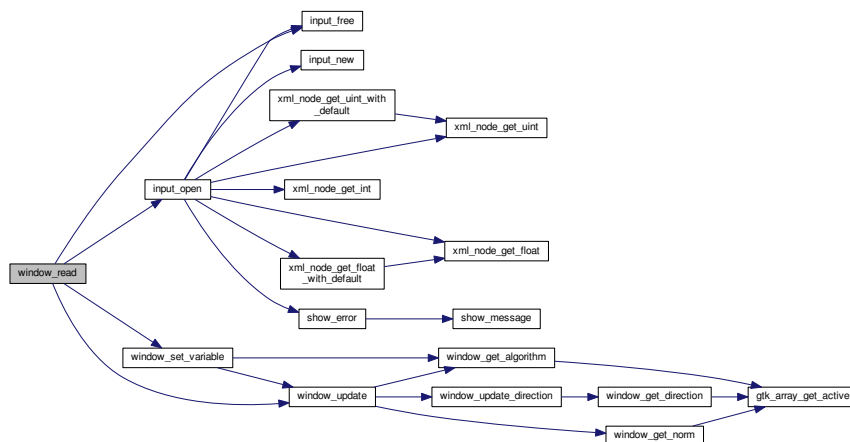 input_free
input_new
xml_node_get_uint_with
_default
xml_node_get_uint
input_open
xml_node_get_int
xml_node_get_float
window_read
xml_node_get_float
_with_default
show_error
show_message
window_set_variable
window_get_algorithm
window_update
window_update_direction
window_get_direction
gtk_array_get_active
window_get_norm